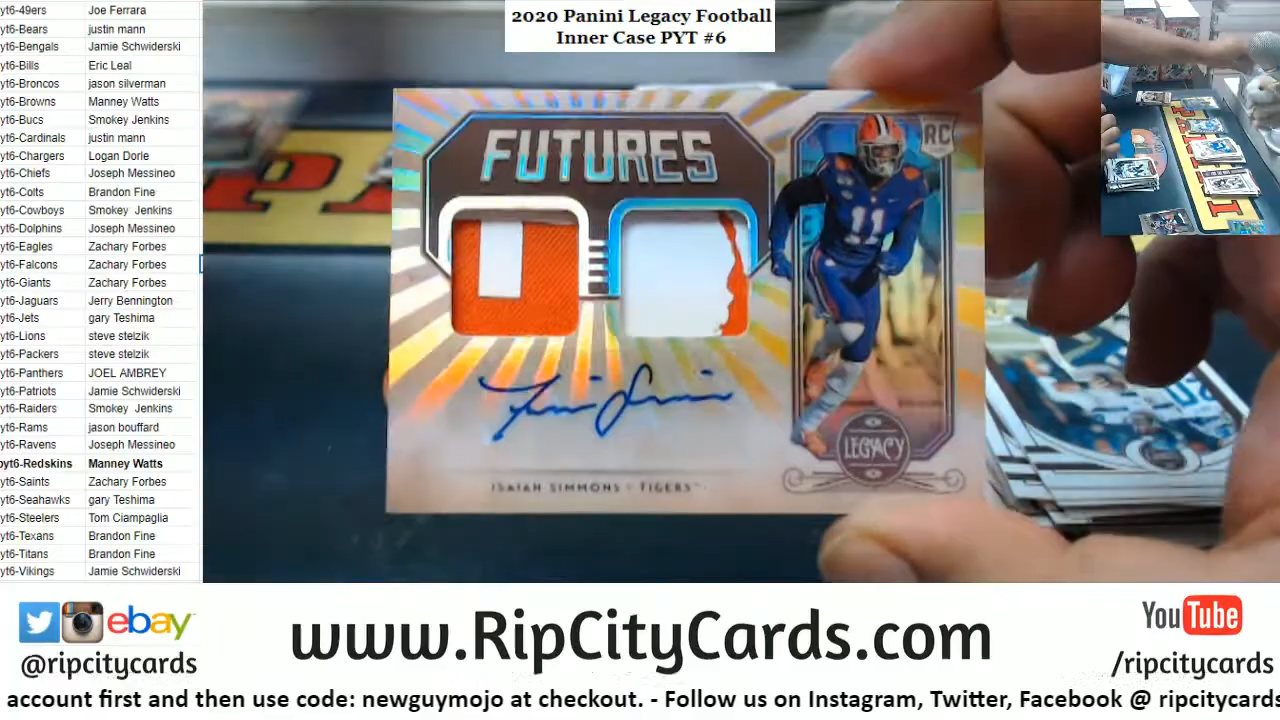 2020 Panini Legacy Football
Inner Case PYT #6
yt6-49ers Joe Ferrara
yt6-Bears justin mann
yt6-Bengals Jamie Schwiderski
yt6-Bills Eric Leal
yt6-Broncos jason silverman
yt6-Browns Manney Watts
yt6-Bucs Smokey Jenkins
yt6-Cardinals justin mann
yt6-Chargers Logan Dorle
yt6-Chiefs Joseph Messineo
yt6-Colts Brandon Fine
yt6-Cowboys Smokey Jenkins
yt6-Dolphins Joseph Messineo
yt6-Eagles Zachary Forbes
yt6-Falcons Zachary Forbes
yt6-Giants Zachary Forbes
yt6-Jaguars Jerry Bennington
yt6-Jets gary Teshima
yt6-Lions steve stelzik
yt6-Packers steve stelzik
yt6-Panthers JOEL AMBREY
yt6-Patriots Jamie Schwiderski
yt6-Raiders Smokey Jenkins
yt6-Rams jason bouffard
yt6-Ravens Joseph Messineo
pyt6-Redskins Manney Watts
yt6-Saints Zachary Forbes
yt6-Seahawks gary Teshima
yt6-Steelers Tom Ciampaglia
yt6-Texans Brandon Fine
yt6-Titans Brandon Fine
yt6-Vikings Jamie Schwiderski
FUTURES
RC
11
LEGACY
ISAIAH SIMMONS - TIGERS
ebay
@ripcitycards
www.RipCityCards.com
YouTube
/ripcitycards
account first and then use code: newguymojo at checkout. - Follow us on Instagram, Twitter, Facebook @ ripcitycards